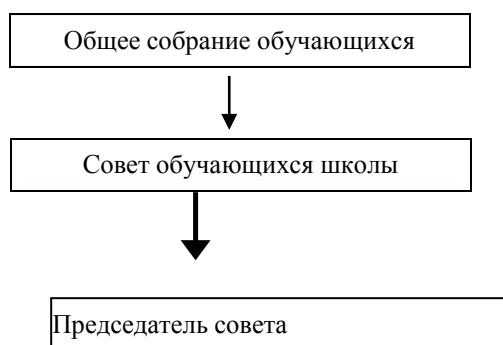 Общее собрание обучающихся
Совет обучающихся школы
Председатель совета